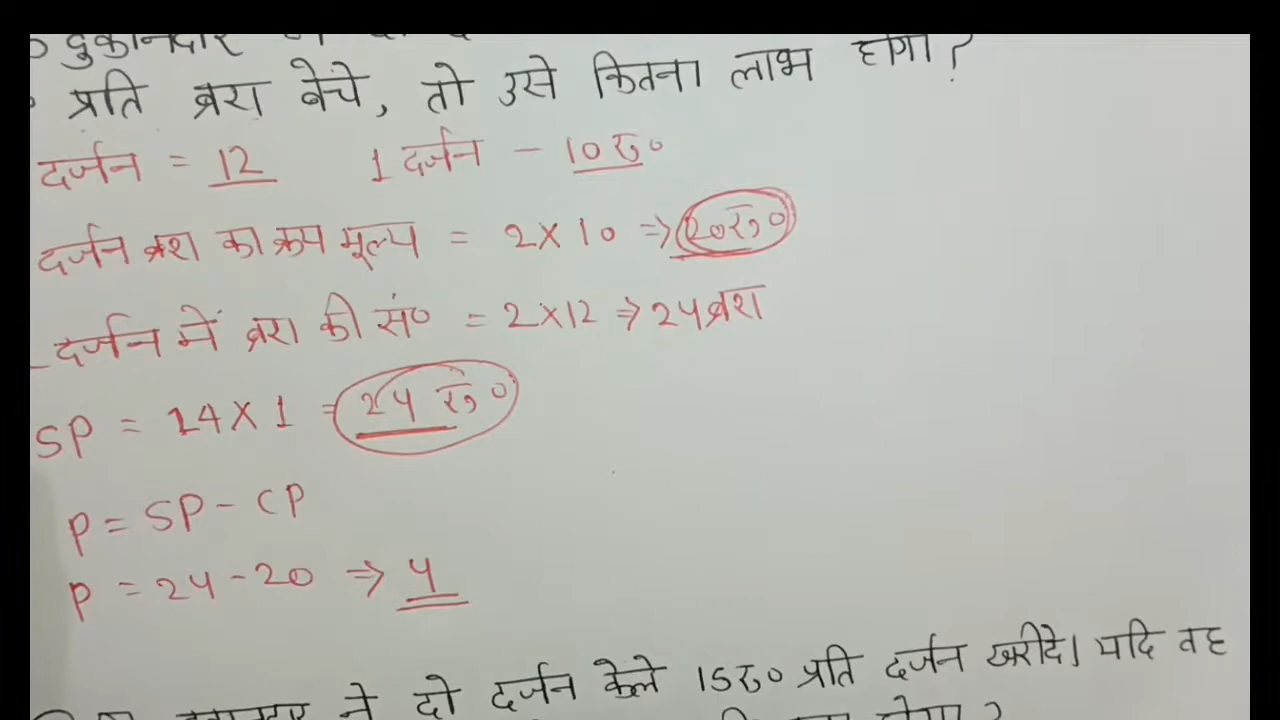 दुकानदार
प्रति ब्रश बेचे, तो उसे कितना लाभ होगा?
दर्जन = 12 1 दर्जन - 10 रु०
दर्जन ब्रश का क्रय मूल्य = 2 X 10 ⇒ 20 रु०
दर्जन में ब्रश की सं० = 2 X 12 ⇒ 24 ब्रश
SP = 24 X 1 = 24 रु०
P = SP - CP
P = 24 - 20 ⇒ 4
ने दो दर्जन केले 15 रु० प्रति दर्जन खरीदे। यदि वह
होगा?